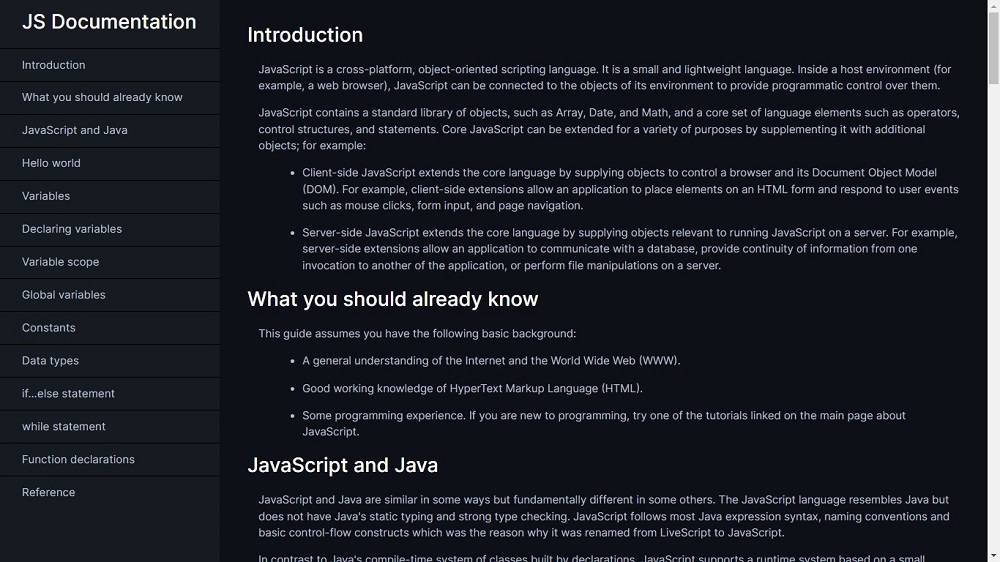 JS Documentation
Introduction
What you should already know
JavaScript and Java
Hello world
Variables
Declaring variables
Variable scope
Global variables
Constants
Data types
if...else statement
while statement
Function declarations
Reference
Introduction
JavaScript is a cross-platform, object-oriented scripting language. It is a small and lightweight language. Inside a host environment (for
example, a web browser), JavaScript can be connected to the objects of its environment to provide programmatic control over them.
JavaScript contains a standard library of objects, such as Array, Date, and Math, and a core set of language elements such as operators,
control structures, and statements. Core JavaScript can be extended for a variety of purposes by supplementing it with additional
objects; for example:
• Client-side JavaScript extends the core language by supplying objects to control a browser and its Document Object Model
(DOM). For example, client-side extensions allow an application to place elements on an HTML form and respond to user events
such as mouse clicks, form input, and page navigation.
• Server-side JavaScript extends the core language by supplying objects relevant to running JavaScript on a server. For example,
server-side extensions allow an application to communicate with a database, provide continuity of information from one
invocation to another of the application, or perform file manipulations on a server.
What you should already know
This guide assumes you have the following basic background:
• A general understanding of the Internet and the World Wide Web (WWW).
• Good working knowledge of HyperText Markup Language (HTML).
• Some programming experience. If you are new to programming, try one of the tutorials linked on the main page about
JavaScript.
JavaScript and Java
JavaScript and Java are similar in some ways but fundamentally different in some others. The JavaScript language resembles Java but
does not have Java's static typing and strong type checking. JavaScript follows most Java expression syntax, naming conventions and
basic control-flow constructs which was the reason why it was renamed from LiveScript to JavaScript.
In contrast to Java's compile-time system of classes built by declarations, JavaScript supports a runtime system based on a small